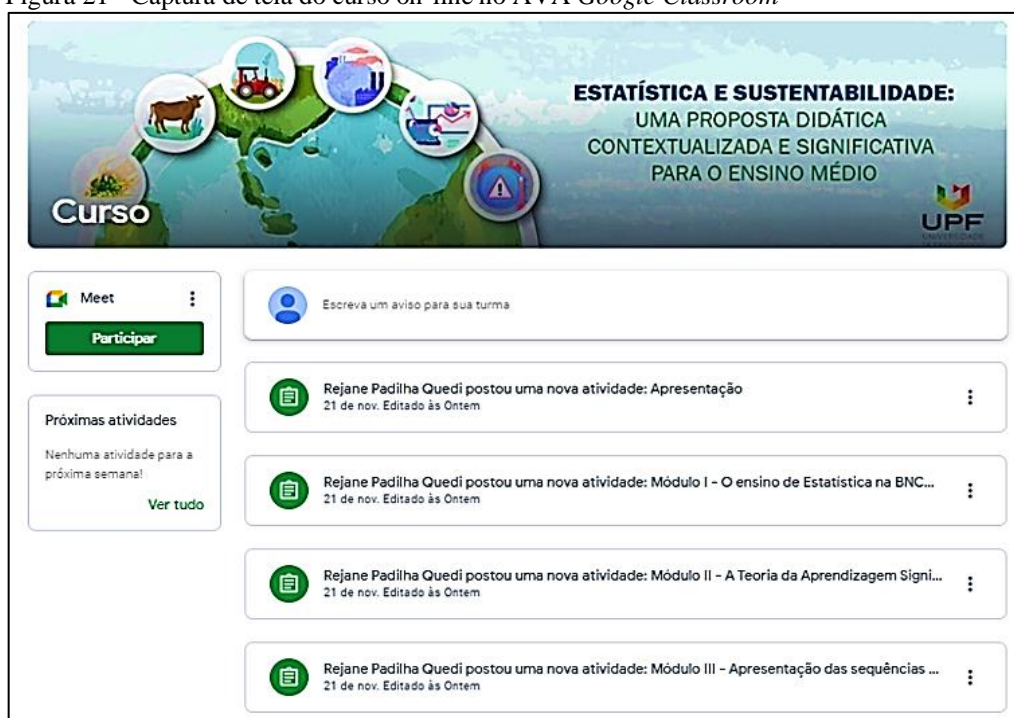 Figura 21 - Captura de tela do curso on-line no AVA Google Classroom
ESTATÍSTICA E SUSTENTABILIDADE:
UMA PROPOSTA DIDÁTICA
CONTEXTUALIZADA E SIGNIFICATIVA
PARA O ENSINO MÉDIO
Curso
UPF
UNIVERSIDADE
Meet
Participar
Escreva um aviso para sua turma
Próximas atividades
Nenhuma atividade para a
próxima semana!
Ver tudo
Rejane Padilha Quedi postou uma nova atividade: Apresentação
21 de nov. Editado às Ontem
Rejane Padilha Quedi postou uma nova atividade: Módulo I - O ensino de Estatística na BNC...
21 de nov. Editado às Ontem
Rejane Padilha Quedi postou uma nova atividade: Módulo II - A Teoria da Aprendizagem Signi...
21 de nov. Editado às Ontem
Rejane Padilha Quedi postou uma nova atividade: Módulo III - Apresentação das sequências ...
21 de nov. Editado às Ontem